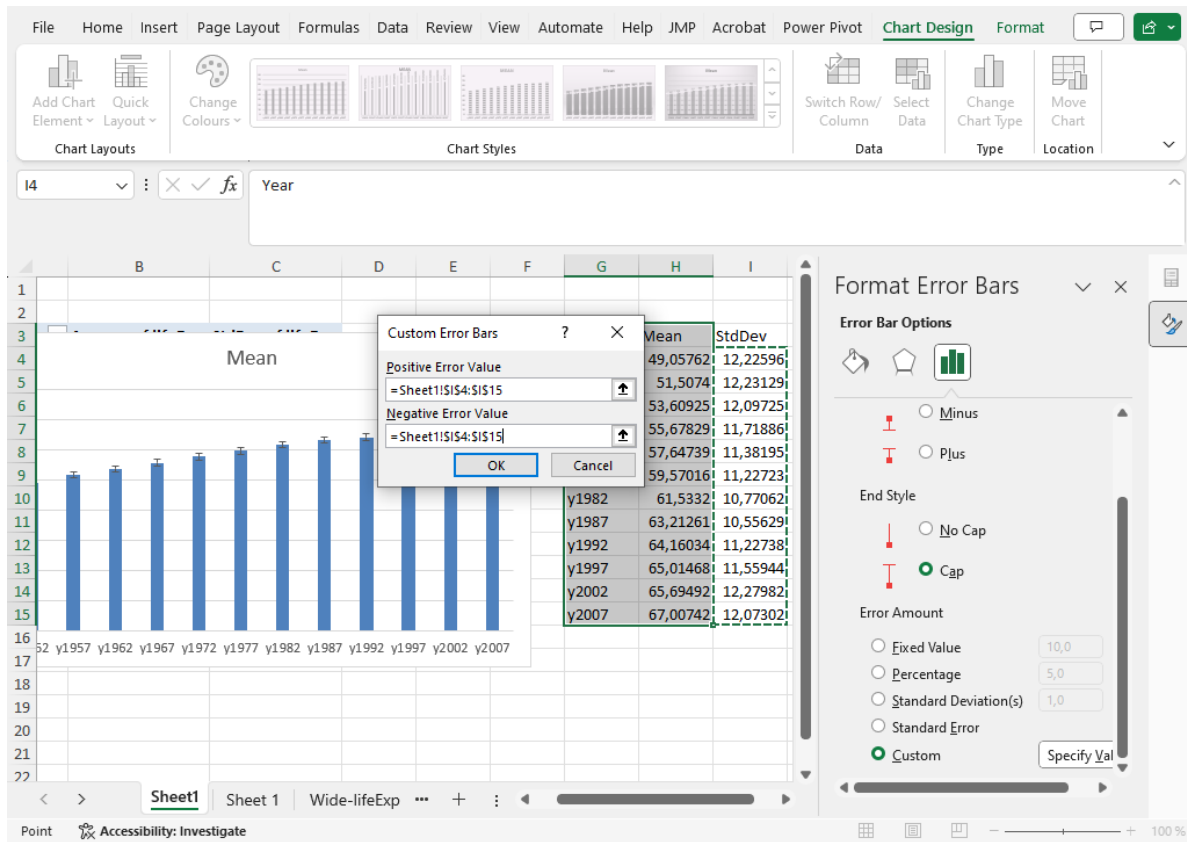 File Home Insert Page Layout Formulas Data Review View Automate Help JMP Acrobat Power Pivot Chart Design Format
Add Chart Element
Quick Layout
Change Colours
Switch Row/ Column
Select Data
Change Chart Type
Move Chart
Chart Layouts Chart Styles Data Type Location
I4 fx Year
B C D E F G H I
1
2
3 Mean StdDev
4 49,05762 12,22596
5 51,5074 12,23129
6 53,60925 12,09725
7 55,67829 11,71886
8 57,64739 11,38195
9 59,57016 11,22723
10 y1982 61,5332 10,77062
11 y1987 63,21261 10,55629
12 y1992 64,16034 11,22738
13 y1997 65,01468 11,55944
14 y2002 65,69492 12,27982
15 y2007 67,00742 12,07302
16
17
18
19
20
21
22
Mean
52 y1957 y1962 y1967 y1972 y1977 y1982 y1987 y1992 y1997 y2002 y2007
Custom Error Bars ? ×
Positive Error Value
=Sheet1!$I$4:$I$15
Negative Error Value
=Sheet1!$I$4:$I$15
OK Cancel
Format Error Bars
Error Bar Options
Minus
Plus
End Style
No Cap
Cap
Error Amount
Fixed Value 10,0
Percentage 5,0
Standard Deviation(s) 1,0
Standard Error
Custom Specify Val
Sheet1 Sheet 1 Wide-lifeExp ... +
Point Accessibility: Investigate 100 %